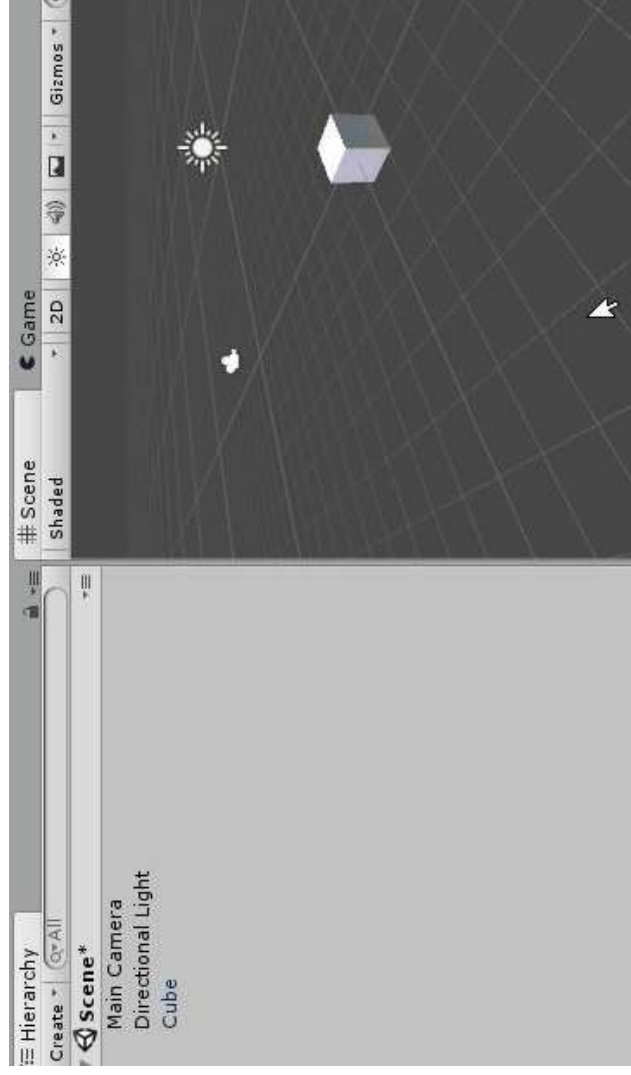 Hierarchy
Create All
Scene*
Main Camera
Directional Light
Cube
Scene Game
Shaded 2D Gizmos